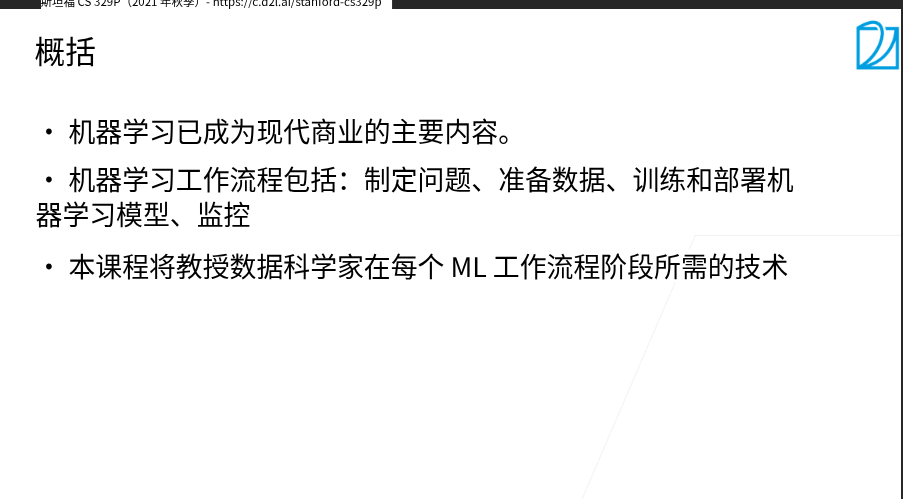 斯坦福 CS 329P（2021 年秋季）- https://c.d2l.ai/stanford-cs329p
概括
• 机器学习已成为现代商业的主要内容。
• 机器学习工作流程包括：制定问题、准备数据、训练和部署机
器学习模型、监控
• 本课程将教授数据科学家在每个 ML 工作流程阶段所需的技术